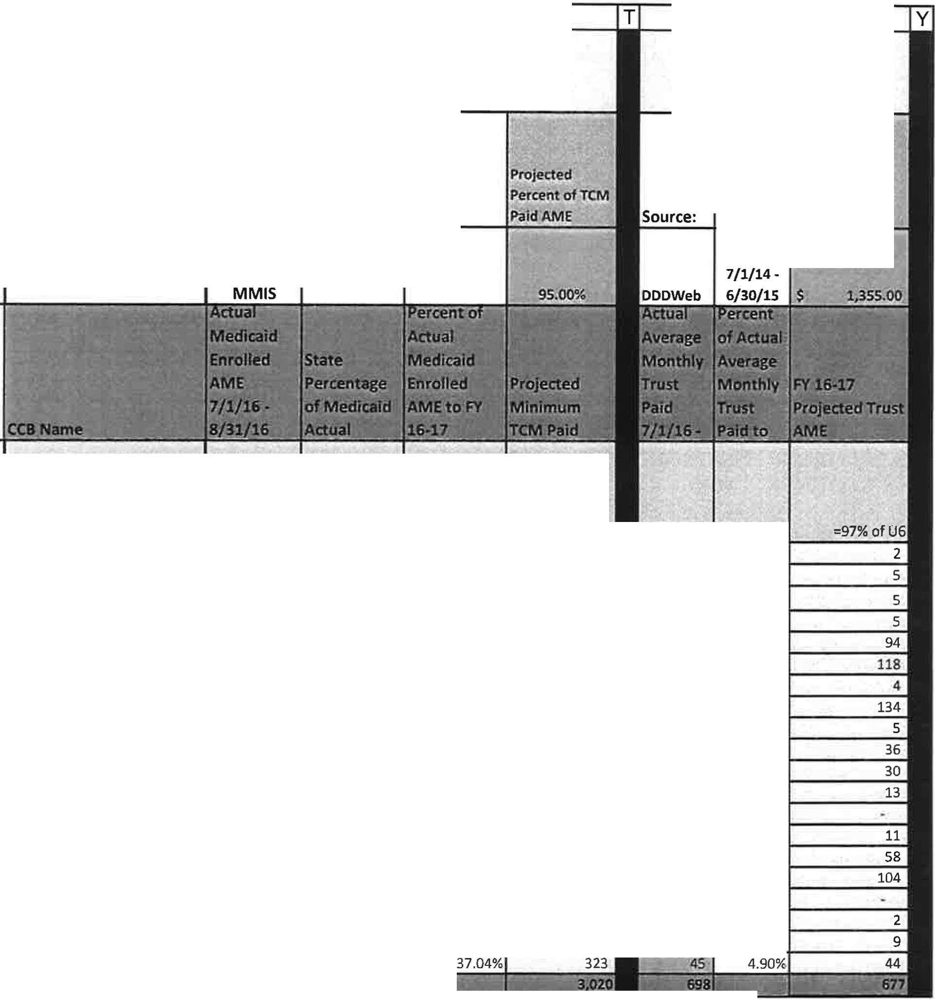 T
Y
Projected
Percent of TCM
Paid AME
Source:
MMIS
95.00%
DDDWeb
7/1/14 -
6/30/15
$ 1,355.00
CCB Name
Actual
Medicaid
Enrolled
AME
7/1/16 -
8/31/16
State
Percentage
of Medicaid
Actual
Percent of
Actual
Medicaid
Enrolled
AME to FY
16-17
Projected
Minimum
TCM Paid
Actual
Average
Monthly
Trust
Paid
7/1/16 -
Percent
of Actual
Average
Monthly
Trust
Paid to
FY 16-17
Projected Trust
AME
=97% of U6
2
5
5
5
94
118
4
134
5
36
30
13
-
11
58
104
-
2
9
37.04% 323 45 4.90% 44
3,020 698 677